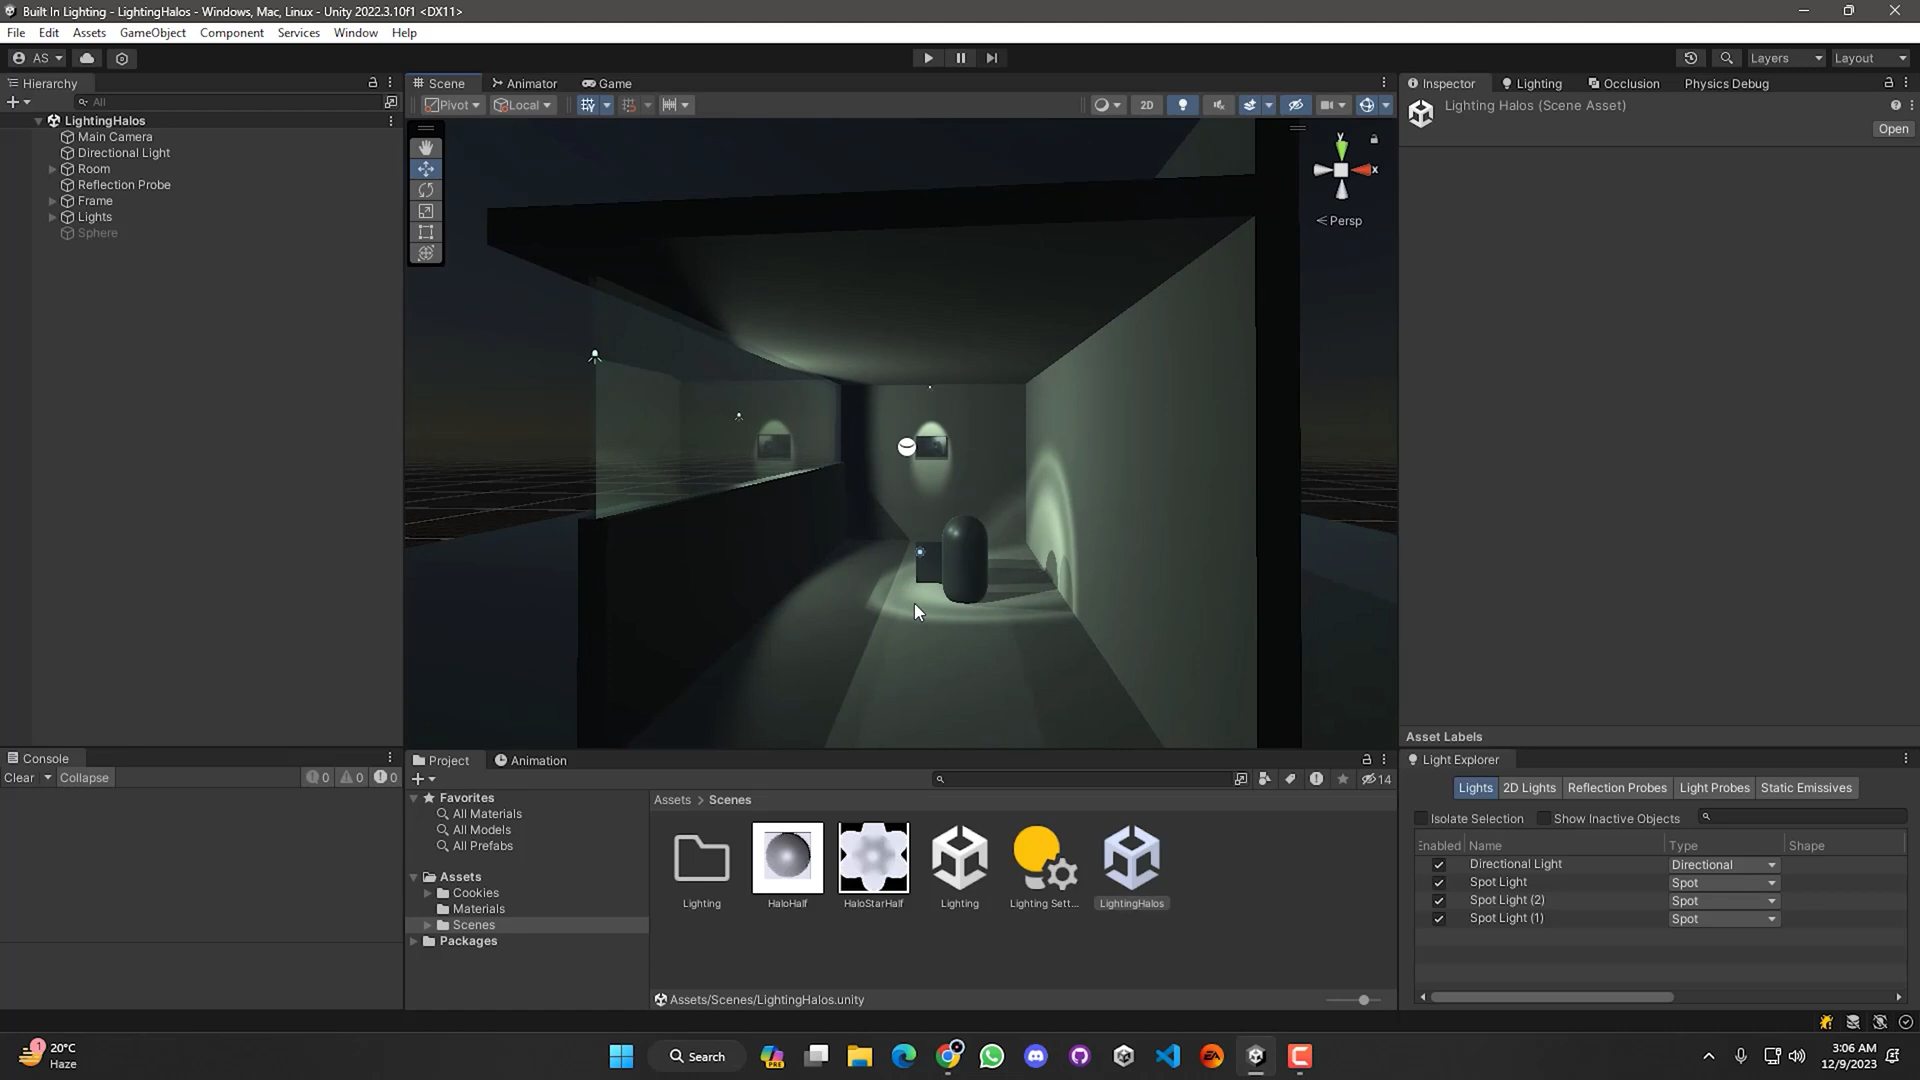 Built In Lighting - LightingHalos - Windows, Mac, Linux - Unity 2022.3.10f1 <DX11>
File Edit Assets GameObject Component Services Window Help
AS Layers Layout
Hierarchy
All
LightingHalos
Main Camera
Directional Light
Room
Reflection Probe
Frame
Lights
Sphere
Scene Animator Game
Pivot Local 2D
y
x
Persp
Inspector Lighting Occlusion Physics Debug
Lighting Halos (Scene Asset)
Open
Asset Labels
Console
Clear Collapse 0 0 0
Project Animation
14
Favorites
All Materials
All Models
All Prefabs
Assets
Cookies
Materials
Scenes
Packages
Assets > Scenes
Lighting HaloHalf HaloStarHalf Lighting Lighting Sett... LightingHalos
Assets/Scenes/LightingHalos.unity
Light Explorer
Lights 2D Lights Reflection Probes Light Probes Static Emissives
Isolate Selection Show Inactive Objects
Enabled Name Type Shape
Directional Light Directional
Spot Light Spot
Spot Light (2) Spot
Spot Light (1) Spot
1
20°C
Haze
Search
PRE
EA
3:06 AM
12/9/2023